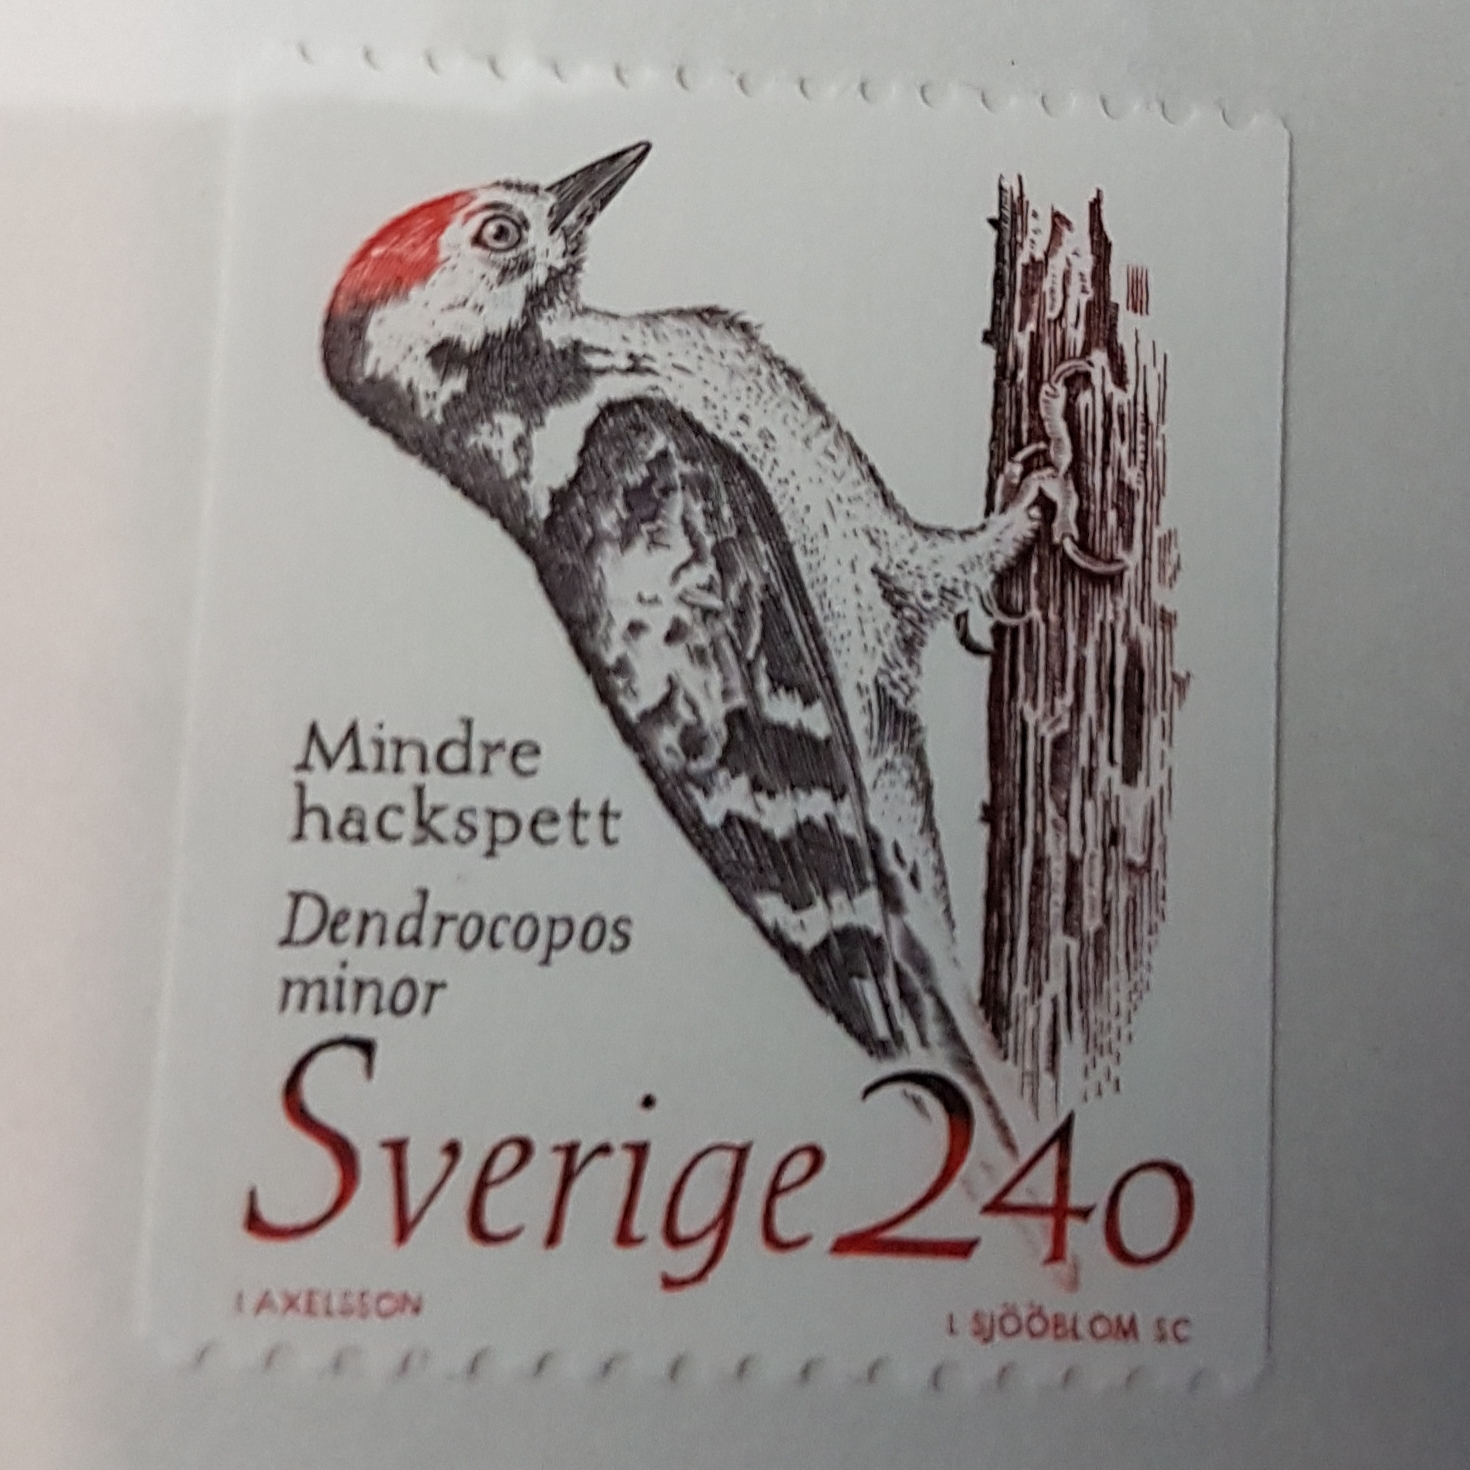 Mindre
hackspett
Dendrocopos
minor
Sverige 240
I AXELSSON
L SJÖÖBLOM SC